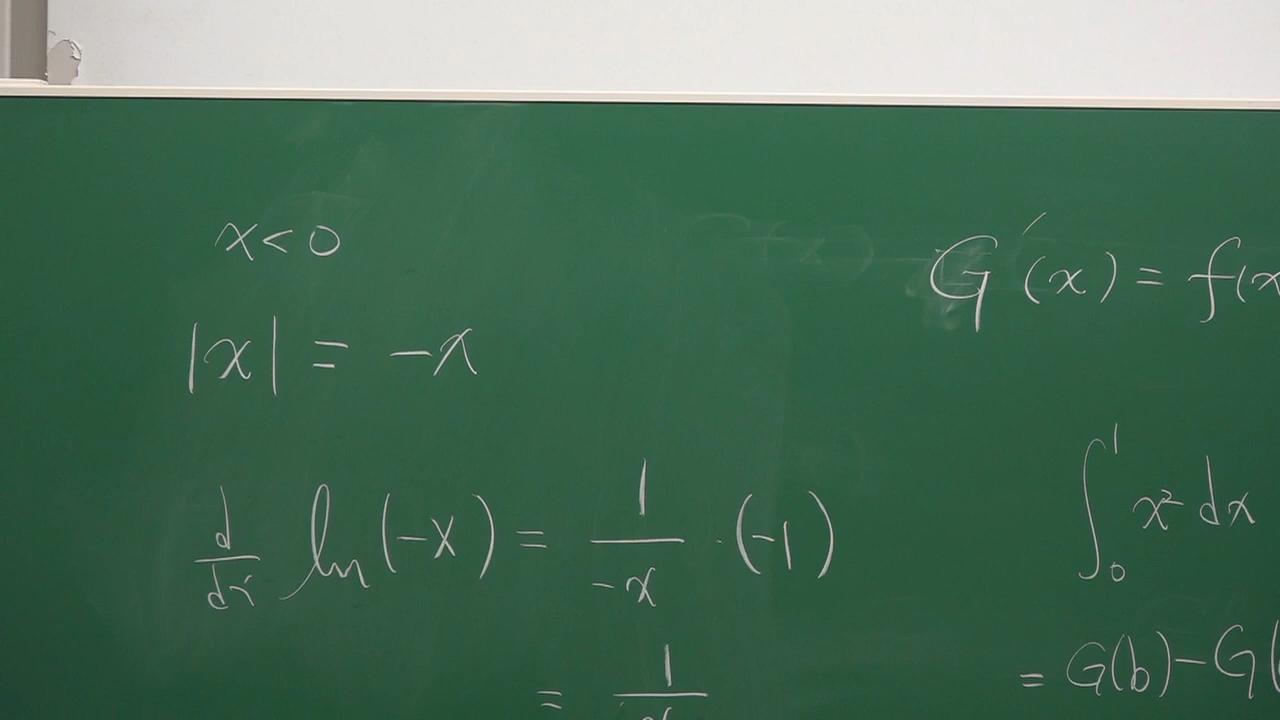 x < 0
|x| = -x
d/dx ln(-x) = 1/-x · (-1)
= 1/x
G'(x) = f(x
∫₀¹ x² dx
= G(b) - G(